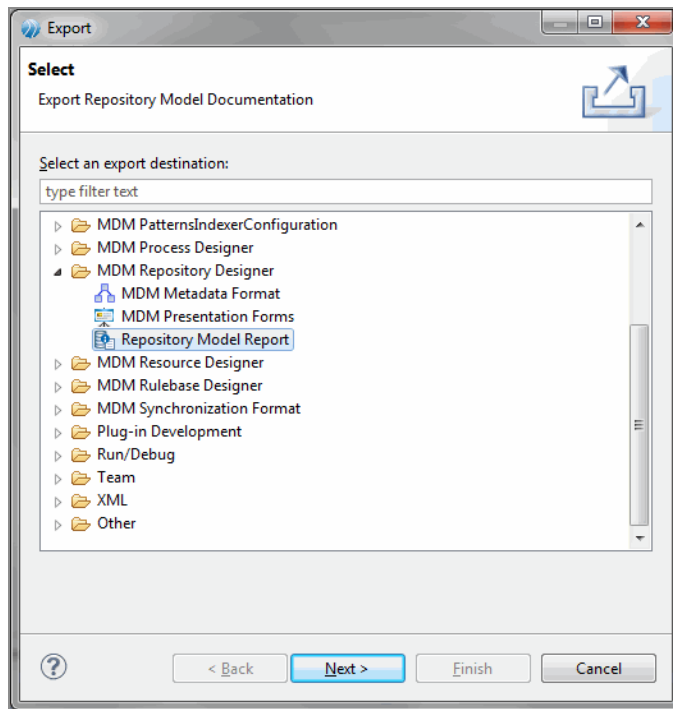 Export
Select
Export Repository Model Documentation
Select an export destination:
type filter text
MDM PatternsIndexerConfiguration
MDM Process Designer
MDM Repository Designer
MDM Metadata Format
MDM Presentation Forms
Repository Model Report
MDM Resource Designer
MDM Rulebase Designer
MDM Synchronization Format
Plug-in Development
Run/Debug
Team
XML
Other
? < Back Next > Finish Cancel